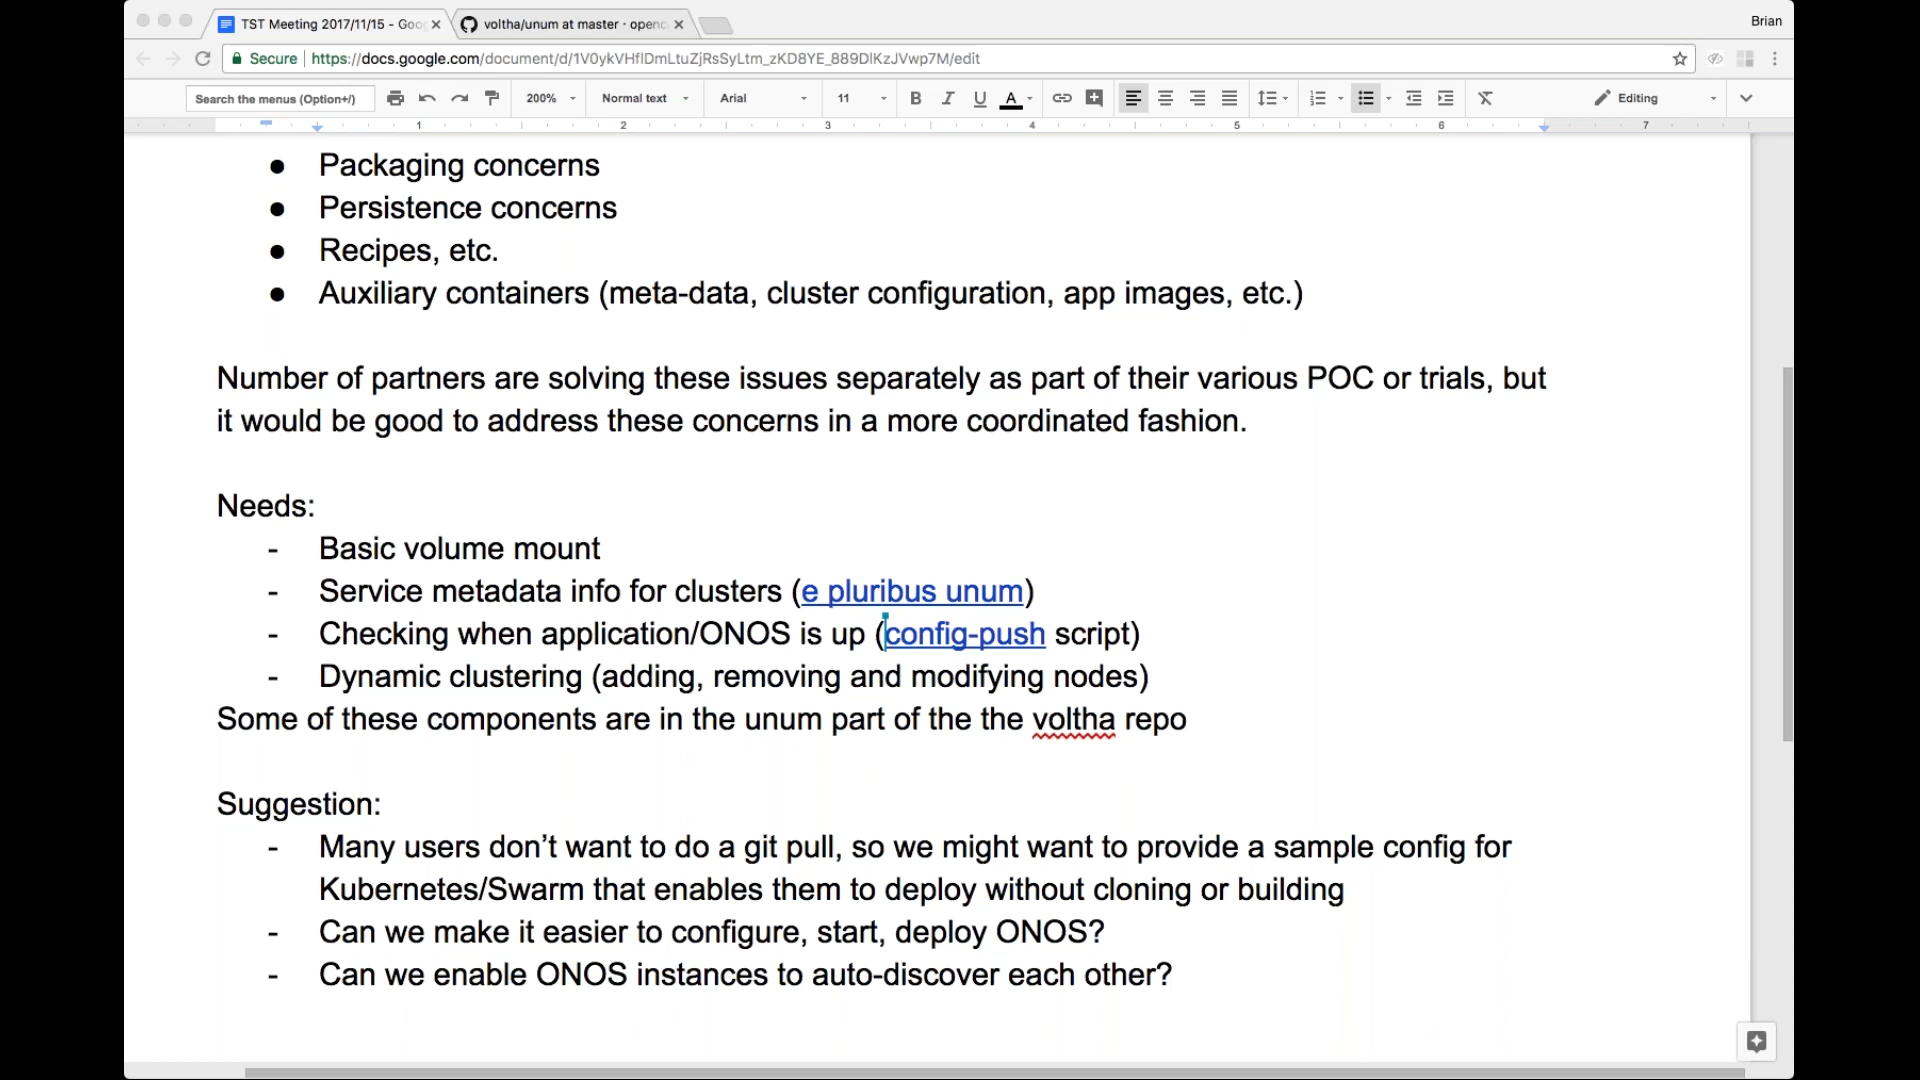 TST Meeting 2017/11/15 - Goo
voltha/unum at master · openc
Brian
Secure
https://docs.google.com/document/d/1V0ykVHflDmLtuZjRsSyLtm_zKD8YE_889DlKzJVwp7M/edit
Search the menus (Option+/)
200%
Normal text
Arial
11
B I U A
Editing
1 2 3 4 5 6 7
● Packaging concerns
● Persistence concerns
● Recipes, etc.
● Auxiliary containers (meta-data, cluster configuration, app images, etc.)
Number of partners are solving these issues separately as part of their various POC or trials, but
it would be good to address these concerns in a more coordinated fashion.
Needs:
- Basic volume mount
- Service metadata info for clusters (e pluribus unum)
- Checking when application/ONOS is up (config-push script)
- Dynamic clustering (adding, removing and modifying nodes)
Some of these components are in the unum part of the the voltha repo
Suggestion:
- Many users don’t want to do a git pull, so we might want to provide a sample config for
Kubernetes/Swarm that enables them to deploy without cloning or building
- Can we make it easier to configure, start, deploy ONOS?
- Can we enable ONOS instances to auto-discover each other?